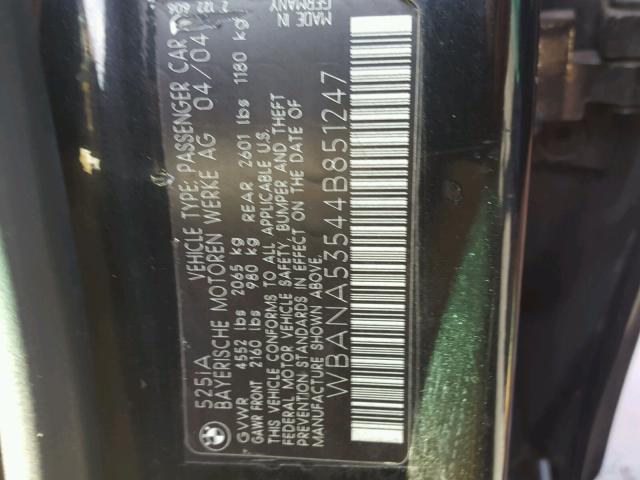 525iA VEHICLE TYPE: PASSENGER CAR
BAYERISCHE MOTOREN WERKE AG 04/04
GVWR 4552 lbs 2065 kg REAR 2601 lbs 1180 kg
GAWR FRONT 2160 lbs 980 kg
THIS VEHICLE CONFORMS TO ALL APPLICABLE U.S.
FEDERAL MOTOR VEHICLE SAFETY, BUMPER AND THEFT
PREVENTION STANDARDS IN EFFECT ON THE DATE OF
MANUFACTURE SHOWN ABOVE.
WBANA53544B851247
MADE IN
GERMANY